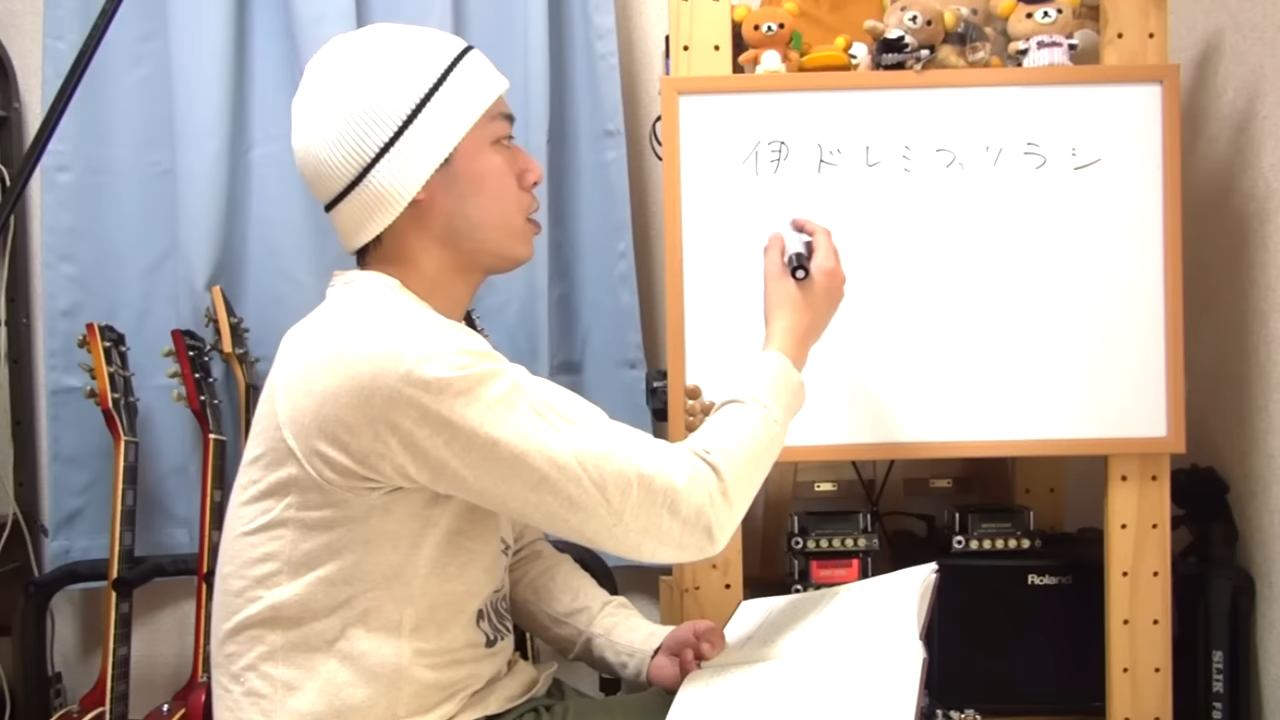 伊 ド レ ミ ファ ソ ラ シ
Roland
SLIK